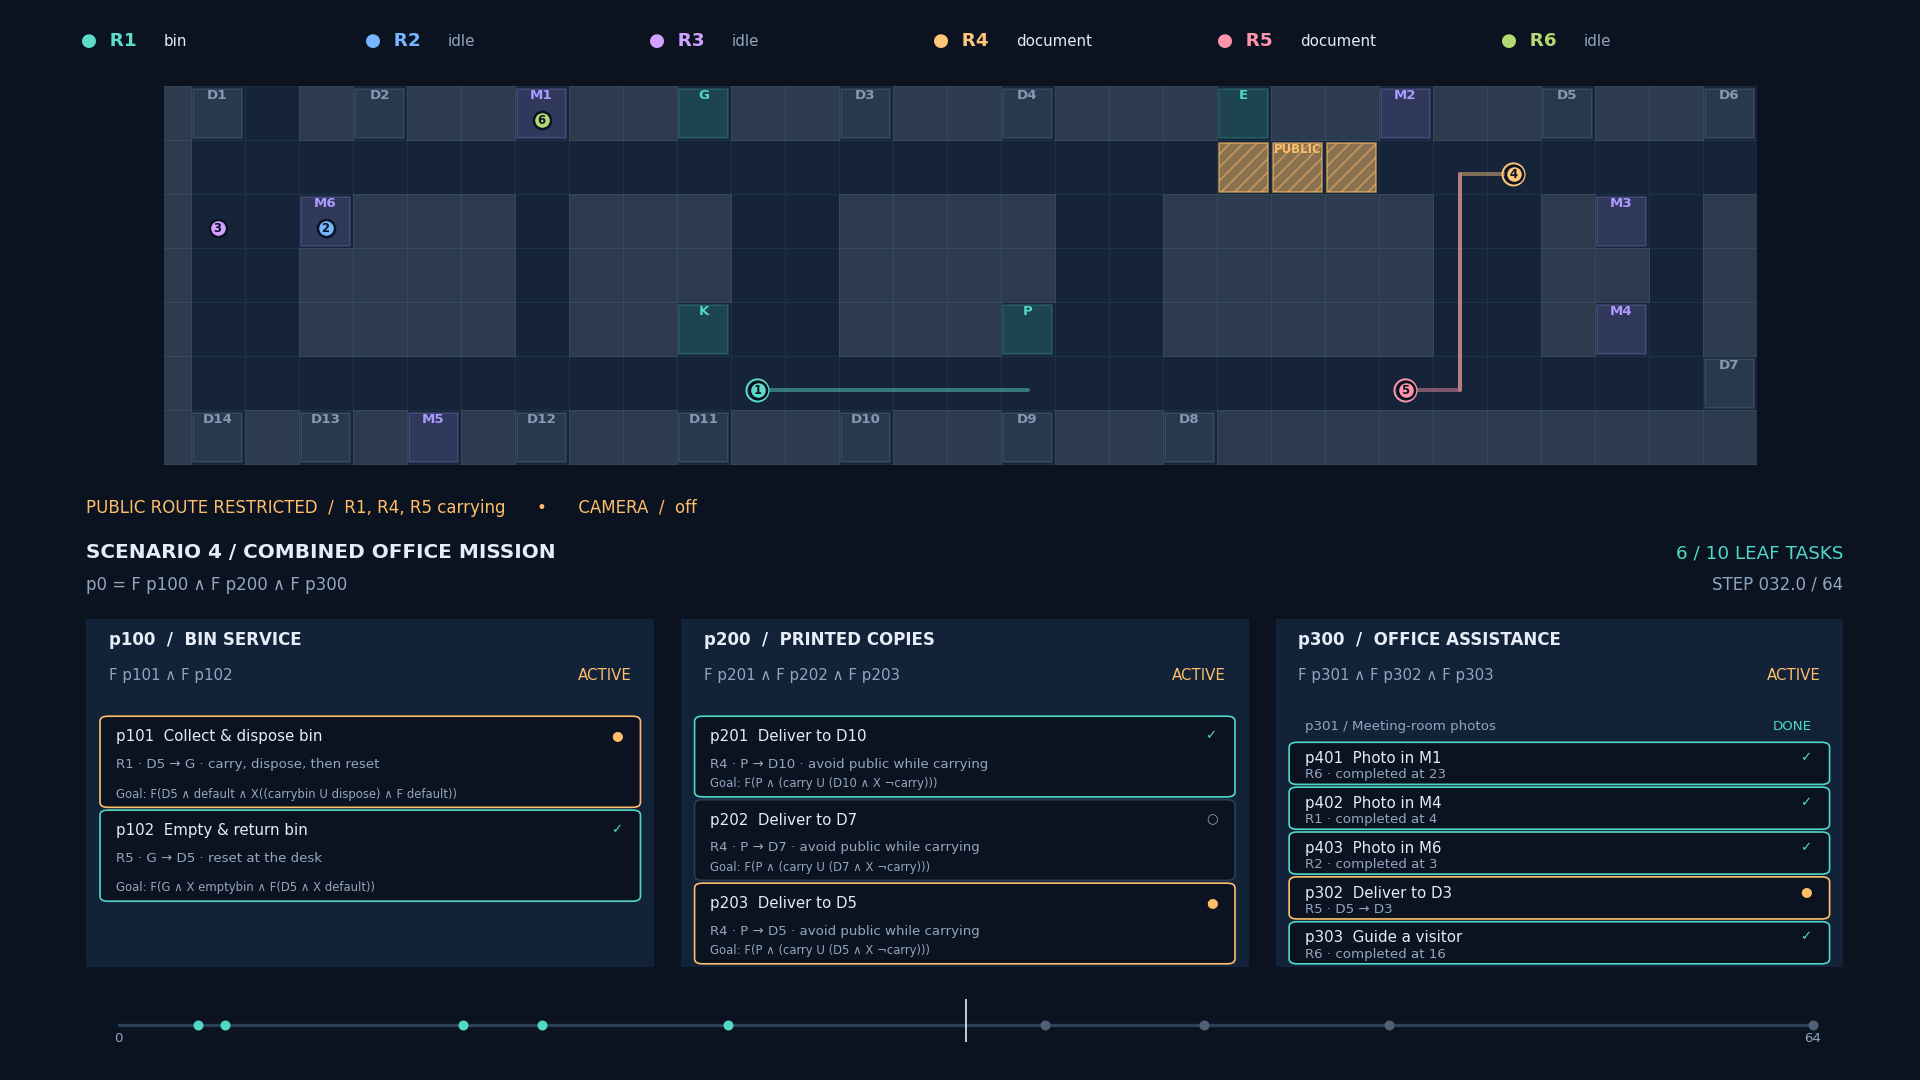 R1 bin R2 idle R3 idle R4 document R5 document R6 idle
D1 D2 M1 G D3 D4 E M2 D5 D6
6
PUBLIC
4
M6 M3
3 2
K P M4
D7
1 5
D14 D13 M5 D12 D11 D10 D9 D8
PUBLIC ROUTE RESTRICTED / R1, R4, R5 carrying • CAMERA / off
SCENARIO 4 / COMBINED OFFICE MISSION
6 / 10 LEAF TASKS
p0 = F p100 ∧ F p200 ∧ F p300
STEP 032.0 / 64
p100 / BIN SERVICE
F p101 ∧ F p102 ACTIVE
p101 Collect & dispose bin ●
R1 · D5 → G · carry, dispose, then reset
Goal: F(D5 ∧ default ∧ X((carrybin U dispose) ∧ F default))
p102 Empty & return bin ✓
R5 · G → D5 · reset at the desk
Goal: F(G ∧ X emptybin ∧ F(D5 ∧ X default))
p200 / PRINTED COPIES
F p201 ∧ F p202 ∧ F p203 ACTIVE
p201 Deliver to D10 ✓
R4 · P → D10 · avoid public while carrying
Goal: F(P ∧ (carry U (D10 ∧ X ¬carry)))
p202 Deliver to D7 ○
R4 · P → D7 · avoid public while carrying
Goal: F(P ∧ (carry U (D7 ∧ X ¬carry)))
p203 Deliver to D5 ●
R4 · P → D5 · avoid public while carrying
Goal: F(P ∧ (carry U (D5 ∧ X ¬carry)))
p300 / OFFICE ASSISTANCE
F p301 ∧ F p302 ∧ F p303 ACTIVE
p301 / Meeting-room photos DONE
p401 Photo in M1 ✓
R6 · completed at 23
p402 Photo in M4 ✓
R1 · completed at 4
p403 Photo in M6 ✓
R2 · completed at 3
p302 Deliver to D3 ●
R5 · D5 → D3
p303 Guide a visitor ✓
R6 · completed at 16
0 64